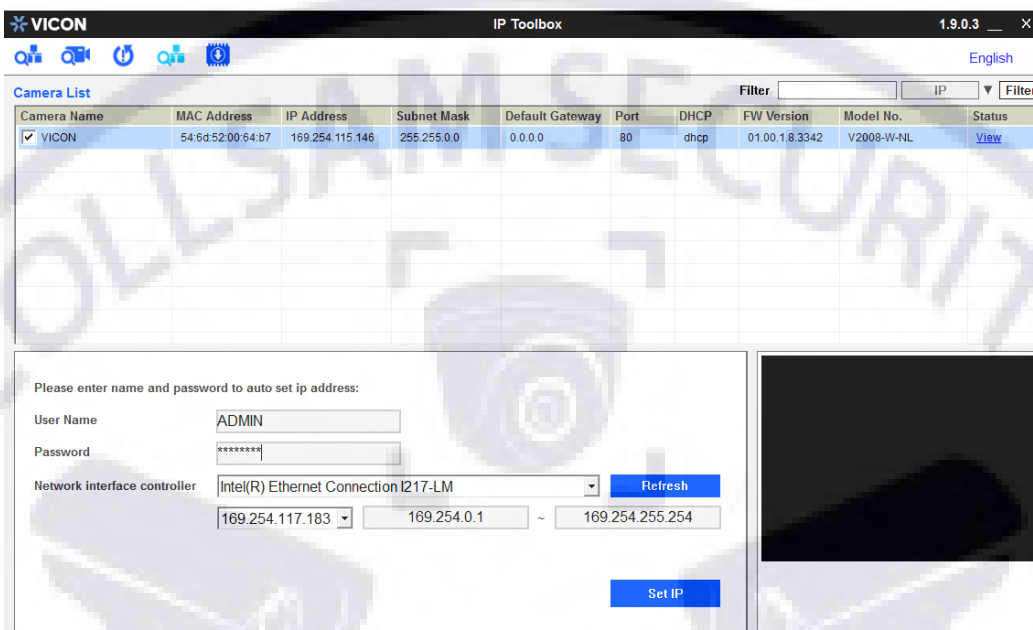 VICON IP Toolbox 1.9.0.3
English
Camera List Filter IP Filter
Camera Name MAC Address IP Address Subnet Mask Default Gateway Port DHCP FW Version Model No. Status
VICON 54:6d:52:00:64:b7 169.254.115.146 255.255.0.0 0.0.0.0 80 dhcp 01.00.1.8.3342 V2008-W-NL View
Please enter name and password to auto set ip address:
User Name ADMIN
Password ********
Network interface controller Intel(R) Ethernet Connection I217-LM Refresh
169.254.117.183 169.254.0.1 ~ 169.254.255.254
Set IP